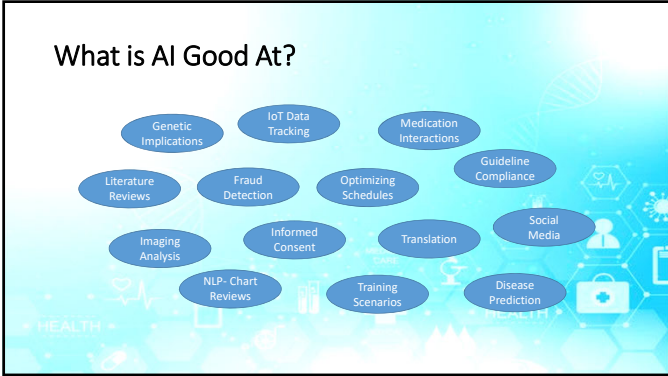 What is AI Good At?
IoT Data
Tracking
Genetic
Implications
Medication
Interactions
Guideline
Compliance
Literature
Reviews
Fraud
Detection
Optimizing
Schedules
Social
Media
Imaging
Analysis
Informed
Consent
Translation
NLP- Chart
Reviews
Training
Scenarios
Disease
Prediction
HEALTH
HEALTH